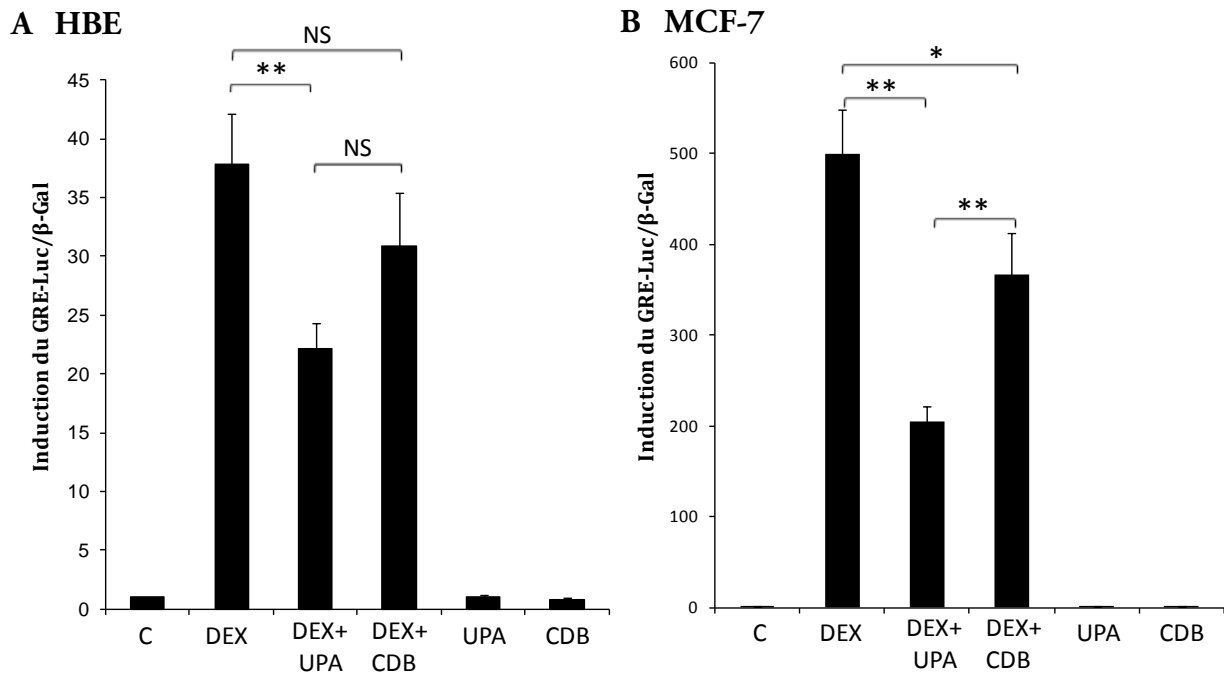 A HBE
NS
**
NS
45
40
35
30
25
20
15
10
5
0
Induction du GRE-Luc/β-Gal
C
DEX
DEX+
UPA
DEX+
CDB
UPA
CDB
B MCF-7
*
**
**
600
500
400
300
200
100
0
Induction du GRE-Luc/β-Gal
C
DEX
DEX+
UPA
DEX+
CDB
UPA
CDB